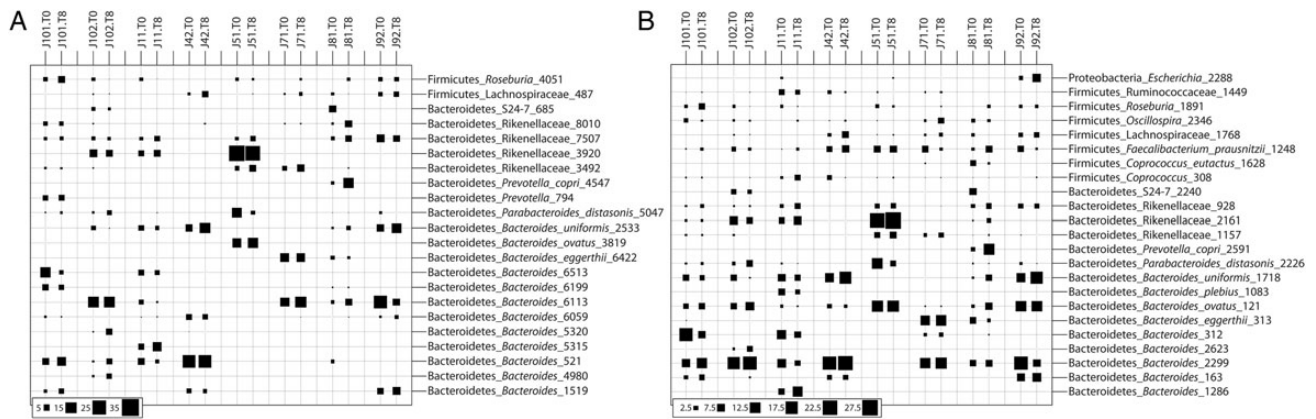 A
J101.T0
J101.T8
J102.T0
J102.T8
J11.T0
J11.T8
J42.T0
J42.T8
J51.T0
J51.T8
J71.T0
J71.T8
J81.T0
J81.T8
J92.T0
J92.T8
Firmicutes_Roseburia_4051
Firmicutes_Lachnospiraceae_487
Bacteroidetes_S24-7_685
Bacteroidetes_Rikenellaceae_8010
Bacteroidetes_Rikenellaceae_7507
Bacteroidetes_Rikenellaceae_3920
Bacteroidetes_Rikenellaceae_3492
Bacteroidetes_Prevotella_copri_4547
Bacteroidetes_Prevotella_794
Bacteroidetes_Parabacteroides_distasonis_5047
Bacteroidetes_Bacteroides_uniformis_2533
Bacteroidetes_Bacteroides_ovatus_3819
Bacteroidetes_Bacteroides_eggerthii_6422
Bacteroidetes_Bacteroides_6513
Bacteroidetes_Bacteroides_6199
Bacteroidetes_Bacteroides_6113
Bacteroidetes_Bacteroides_6059
Bacteroidetes_Bacteroides_5320
Bacteroidetes_Bacteroides_5315
Bacteroidetes_Bacteroides_521
Bacteroidetes_Bacteroides_4980
Bacteroidetes_Bacteroides_1519
5 15 25 35
B
J101.T0
J101.T8
J102.T0
J102.T8
J11.T0
J11.T8
J42.T0
J42.T8
J51.T0
J51.T8
J71.T0
J71.T8
J81.T0
J81.T8
J92.T0
J92.T8
Proteobacteria_Escherichia_2288
Firmicutes_Ruminococcaceae_1449
Firmicutes_Roseburia_1891
Firmicutes_Oscillospira_2346
Firmicutes_Lachnospiraceae_1768
Firmicutes_Faecalibacterium_prausnitzii_1248
Firmicutes_Coprococcus_eutactus_1628
Firmicutes_Coprococcus_308
Bacteroidetes_S24-7_2240
Bacteroidetes_Rikenellaceae_928
Bacteroidetes_Rikenellaceae_2161
Bacteroidetes_Rikenellaceae_1157
Bacteroidetes_Prevotella_copri_2591
Bacteroidetes_Parabacteroides_distasonis_2226
Bacteroidetes_Bacteroides_uniformis_1718
Bacteroidetes_Bacteroides_plebius_1083
Bacteroidetes_Bacteroides_ovatus_121
Bacteroidetes_Bacteroides_eggerthii_313
Bacteroidetes_Bacteroides_312
Bacteroidetes_Bacteroides_2623
Bacteroidetes_Bacteroides_2299
Bacteroidetes_Bacteroides_163
Bacteroidetes_Bacteroides_1286
2.5 7.5 12.5 17.5 22.5 27.5